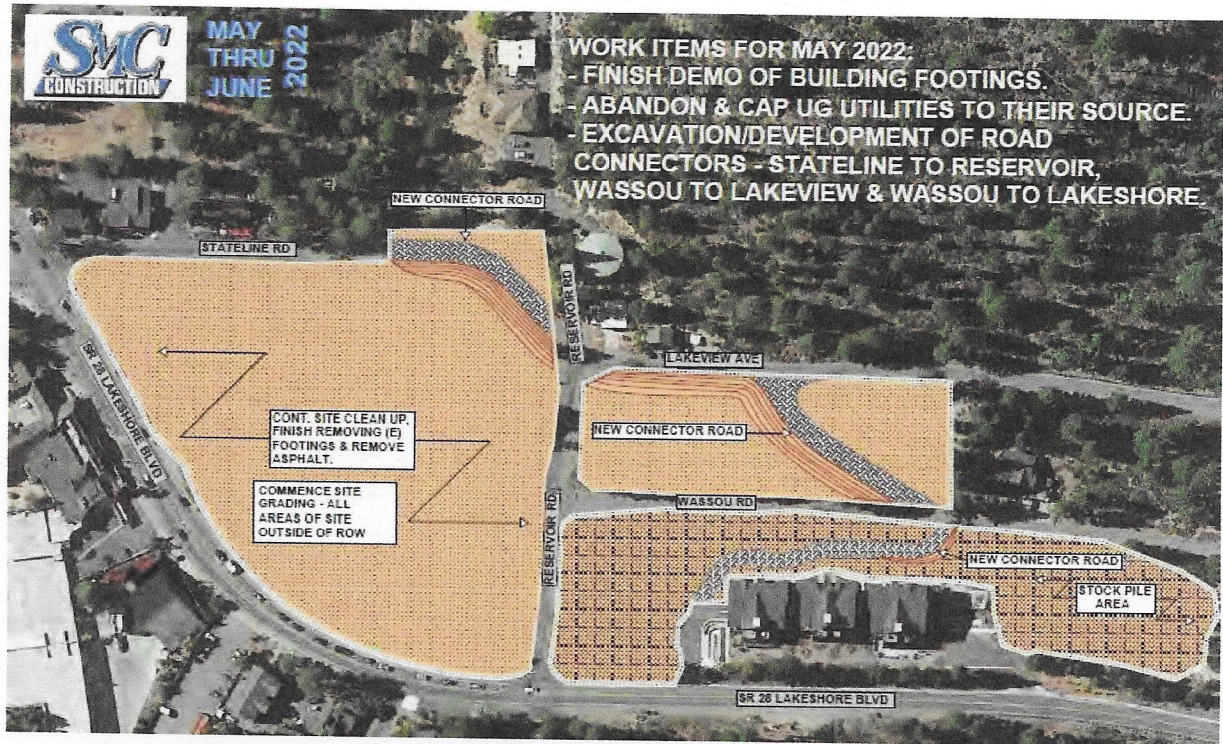 SMC
CONSTRUCTION
MAY
THRU
JUNE
2022
WORK ITEMS FOR MAY 2022:
- FINISH DEMO OF BUILDING FOOTINGS.
- ABANDON & CAP UG UTILITIES TO THEIR SOURCE.
- EXCAVATION/DEVELOPMENT OF ROAD
CONNECTORS - STATELINE TO RESERVOIR,
WASSOU TO LAKEVIEW & WASSOU TO LAKESHORE.
NEW CONNECTOR ROAD
STATELINE RD
RESERVOIR RD
SR 28 LAKESHORE BLVD
LAKEVIEW AVE
NEW CONNECTOR ROAD
CONT. SITE CLEAN UP,
FINISH REMOVING (E)
FOOTINGS & REMOVE
ASPHALT.
COMMENCE SITE
GRADING - ALL
AREAS OF SITE
OUTSIDE OF ROW
WASSOU RD
RESERVOIR RD
NEW CONNECTOR ROAD
STOCK PILE
AREA
SR 28 LAKESHORE BLVD